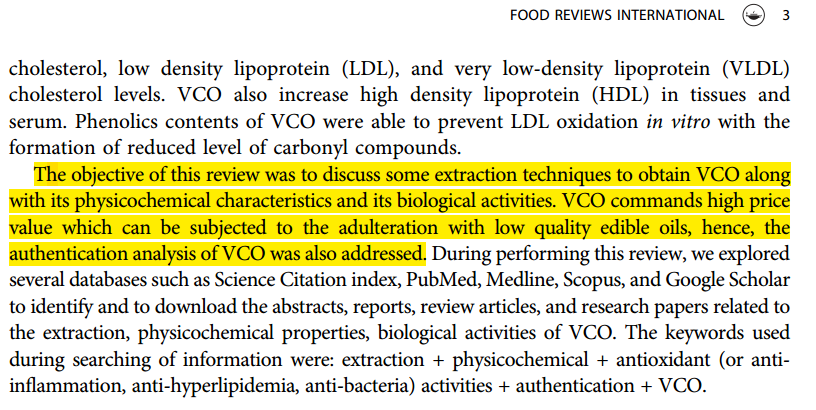 FOOD REVIEWS INTERNATIONAL 3
cholesterol, low density lipoprotein (LDL), and very low-density lipoprotein (VLDL)
cholesterol levels. VCO also increase high density lipoprotein (HDL) in tissues and
serum. Phenolics contents of VCO were able to prevent LDL oxidation in vitro with the
formation of reduced level of carbonyl compounds.
The objective of this review was to discuss some extraction techniques to obtain VCO along
with its physicochemical characteristics and its biological activities. VCO commands high price
value which can be subjected to the adulteration with low quality edible oils, hence, the
authentication analysis of VCO was also addressed. During performing this review, we explored
several databases such as Science Citation index, PubMed, Medline, Scopus, and Google Scholar
to identify and to download the abstracts, reports, review articles, and research papers related to
the extraction, physicochemical properties, biological activities of VCO. The keywords used
during searching of information were: extraction + physicochemical + antioxidant (or anti-
inflammation, anti-hyperlipidemia, anti-bacteria) activities + authentication + VCO.